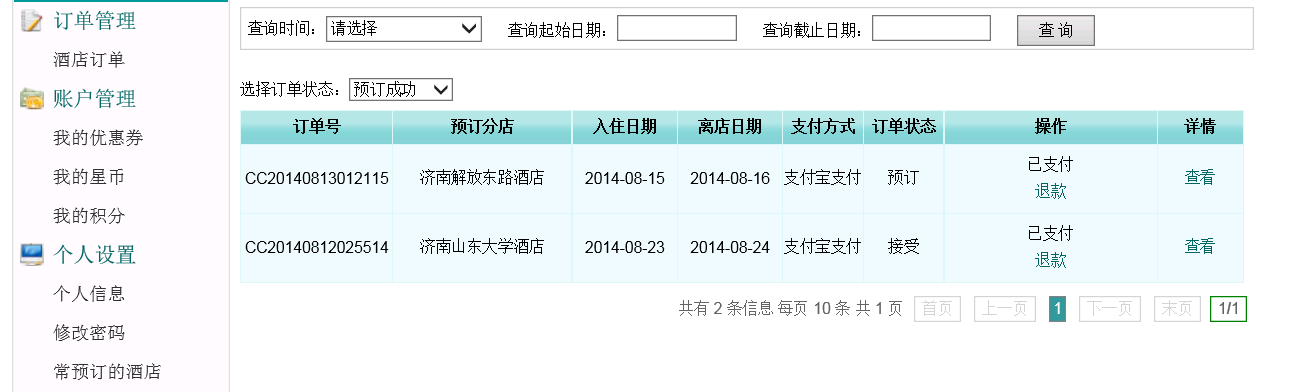 订单管理
酒店订单
账户管理
我的优惠券
我的星币
我的积分
个人设置
个人信息
修改密码
常预订的酒店
查询时间： 请选择 查询起始日期： 查询截止日期： 查 询
选择订单状态： 预订成功
订单号 预订分店 入住日期 离店日期 支付方式 订单状态 操作 详情
CC20140813012115 济南解放东路酒店 2014-08-15 2014-08-16 支付宝支付 预订 已支付 查看
退款
CC20140812025514 济南山东大学酒店 2014-08-23 2014-08-24 支付宝支付 接受 已支付 查看
退款
共有 2 条信息 每页 10 条 共 1 页 首页 上一页 1 下一页 末页 1/1